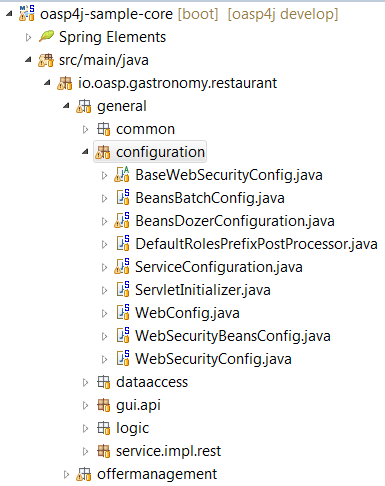 oasp4j-sample-core [boot] [oasp4j develop]
Spring Elements
src/main/java
io.oasp.gastronomy.restaurant
general
common
configuration
BaseWebSecurityConfig.java
BeansBatchConfig.java
BeansDozerConfiguration.java
DefaultRolesPrefixPostProcessor.java
ServiceConfiguration.java
ServletInitializer.java
WebConfig.java
WebSecurityBeansConfig.java
WebSecurityConfig.java
dataaccess
gui.api
logic
service.impl.rest
offermanagement